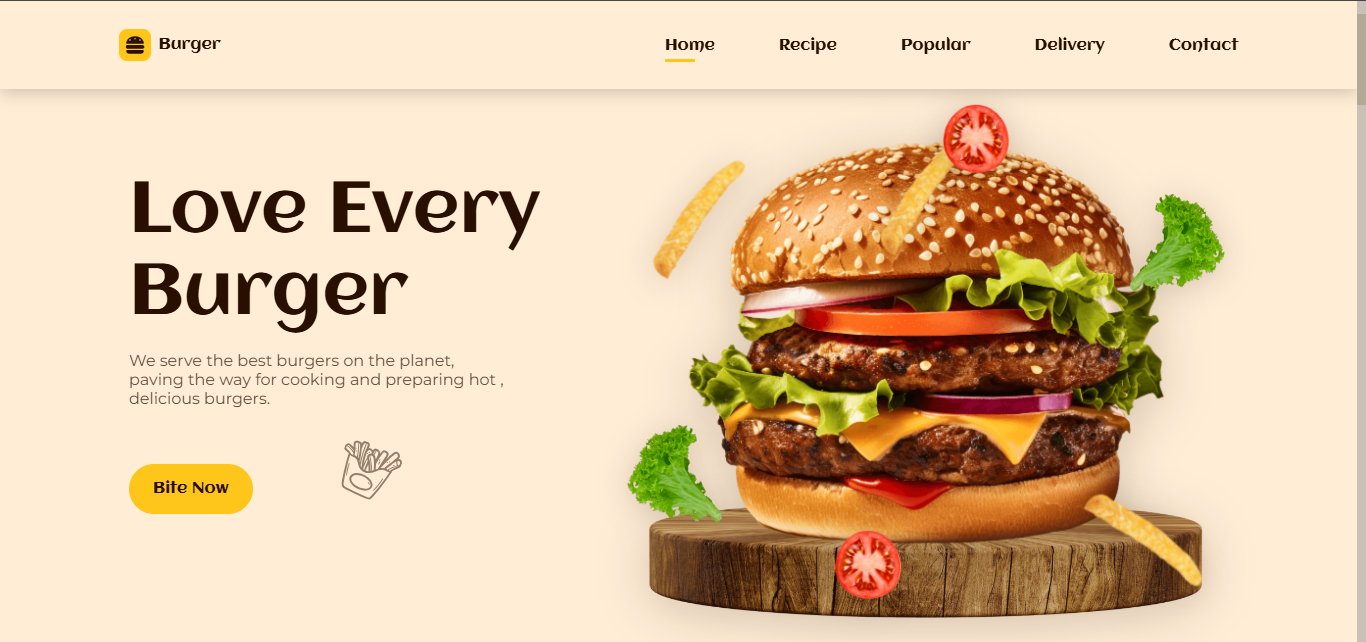 Burger
Home
Recipe
Popular
Delivery
Contact
Love Every
Burger
We serve the best burgers on the planet,
paving the way for cooking and preparing hot ,
delicious burgers.
Bite Now